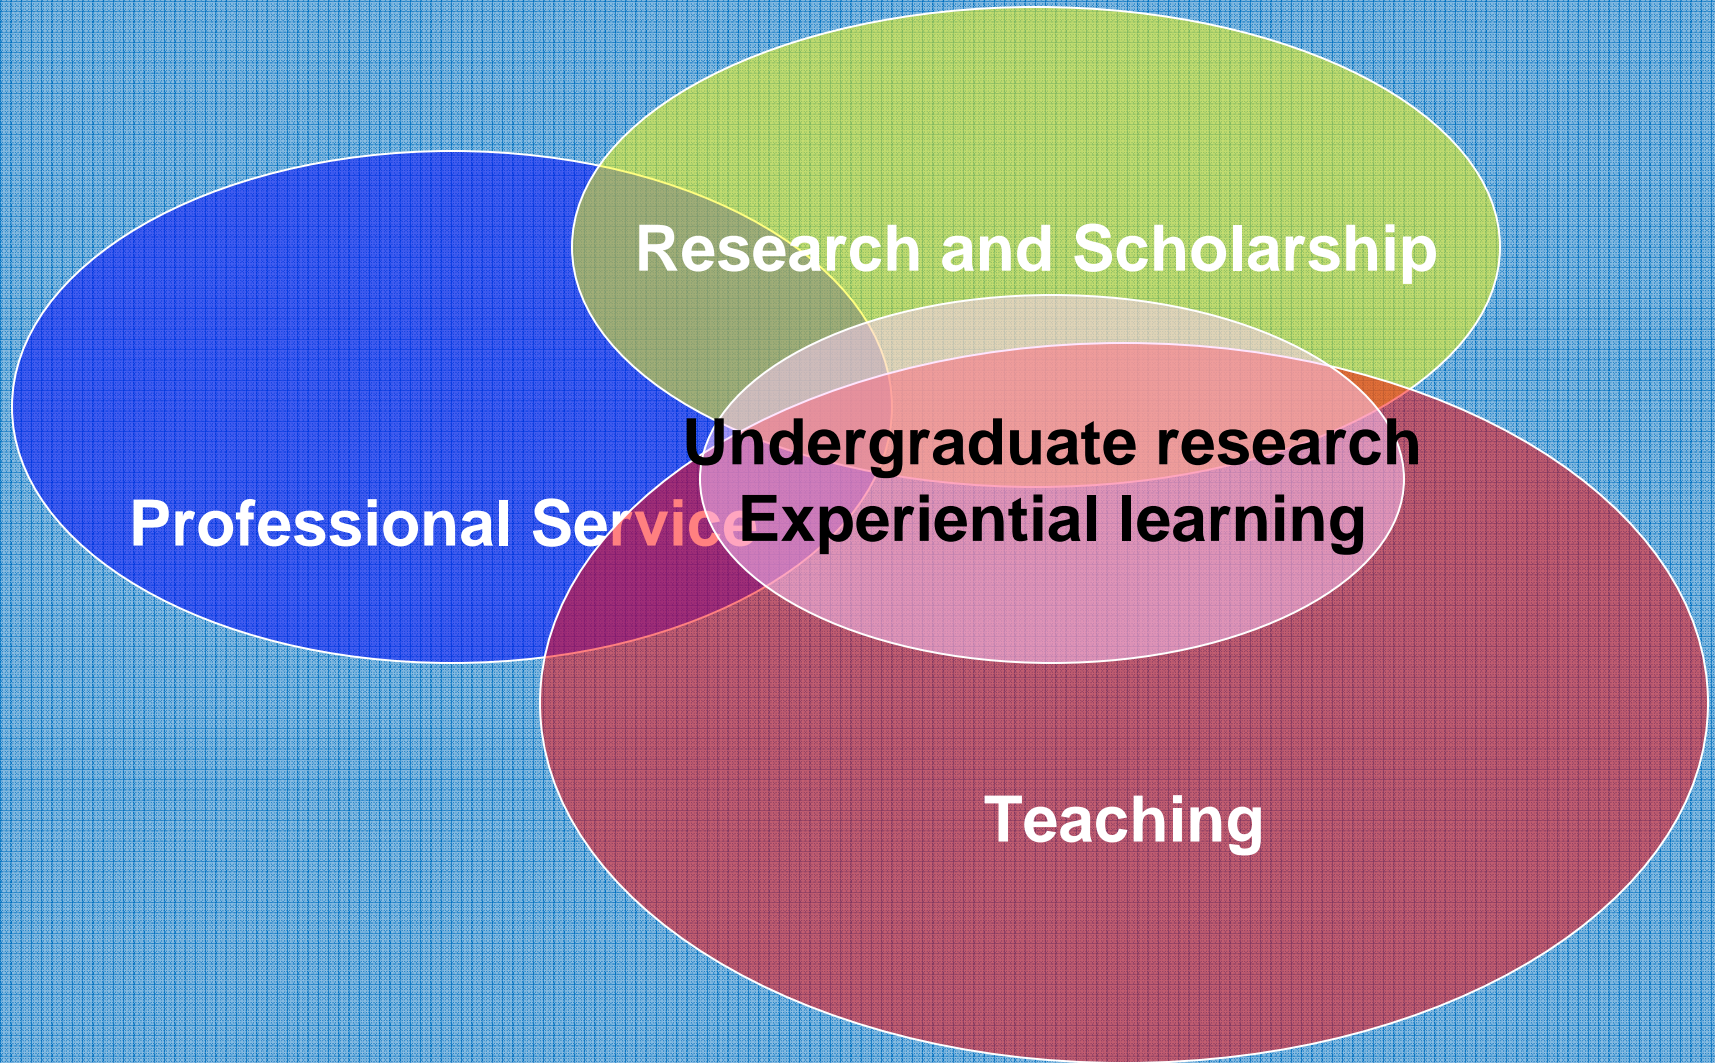 Research and Scholarship
Undergraduate research
Experiential learning
Professional Service
Teaching